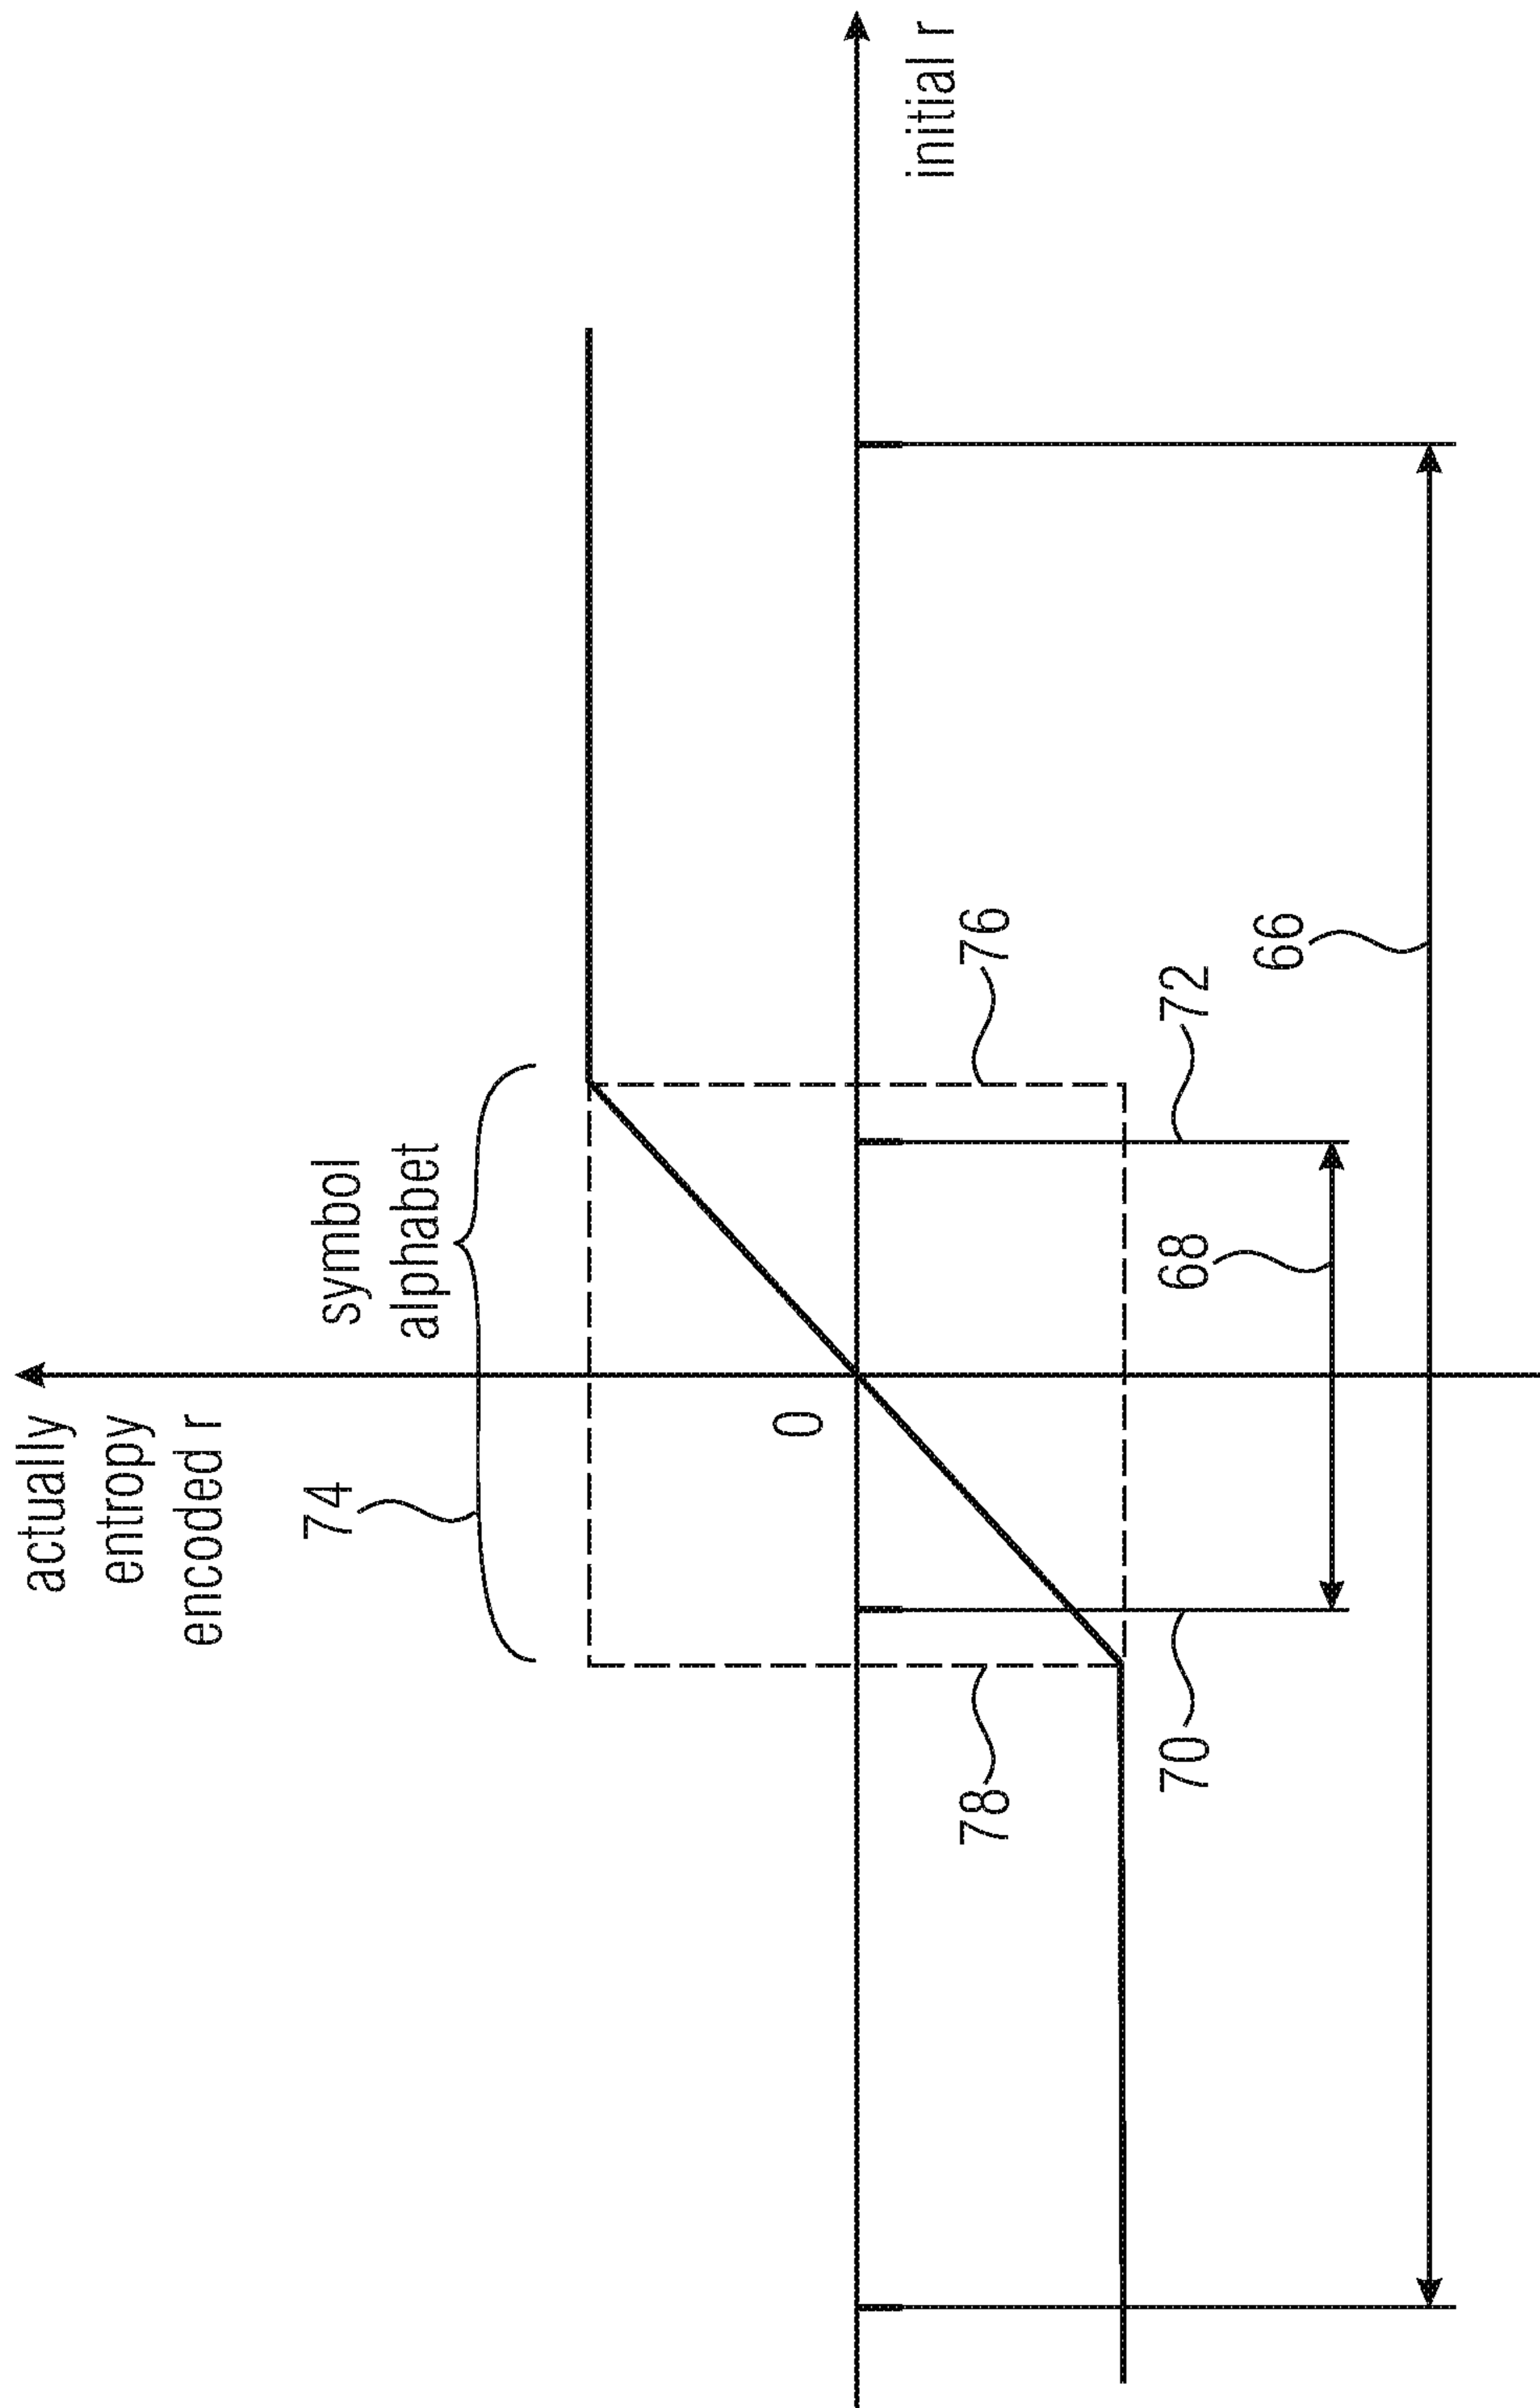 actually
entropy
encoded r
74
symbol
alphabet
0
initial r
78
76
70
68
72
66